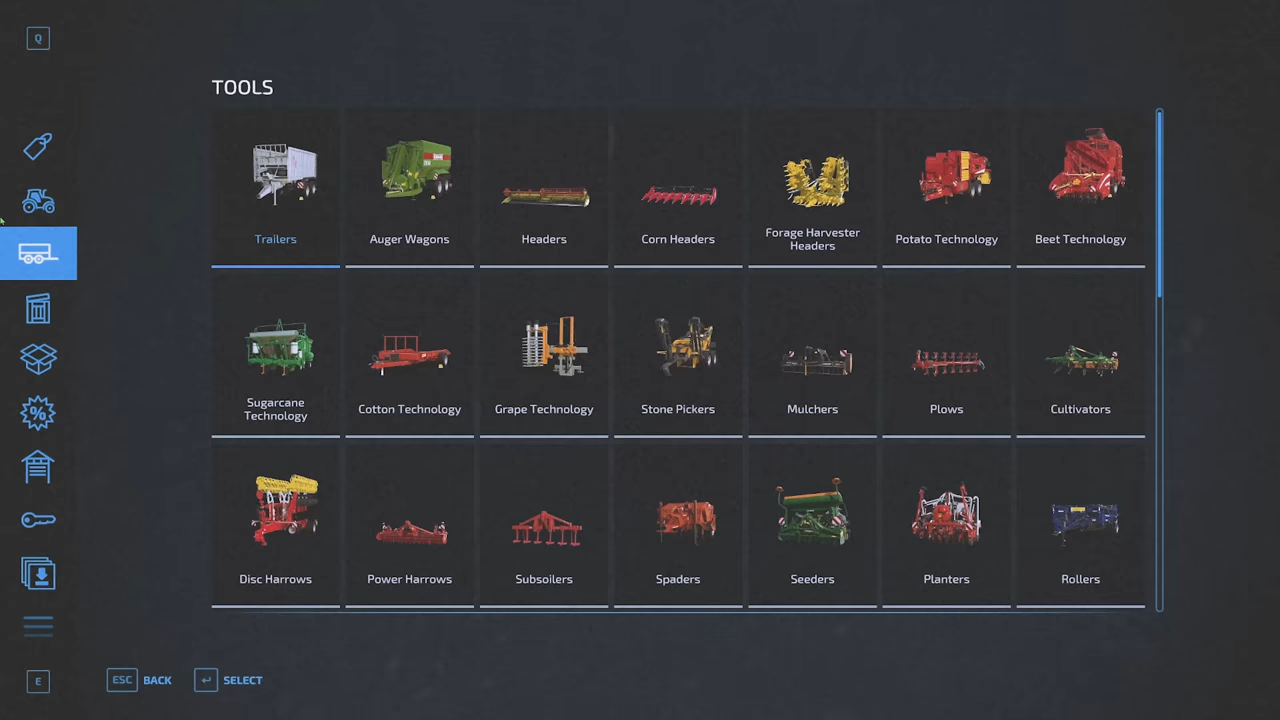 Q
TOOLS
Trailers
Auger Wagons
Headers
Corn Headers
Forage Harvester
Headers
Potato Technology
Beet Technology
Sugarcane
Technology
Cotton Technology
Grape Technology
Stone Pickers
Mulchers
Plows
Cultivators
%
Disc Harrows
Power Harrows
Subsoilers
Spaders
Seeders
Planters
Rollers
E
ESC BACK
SELECT